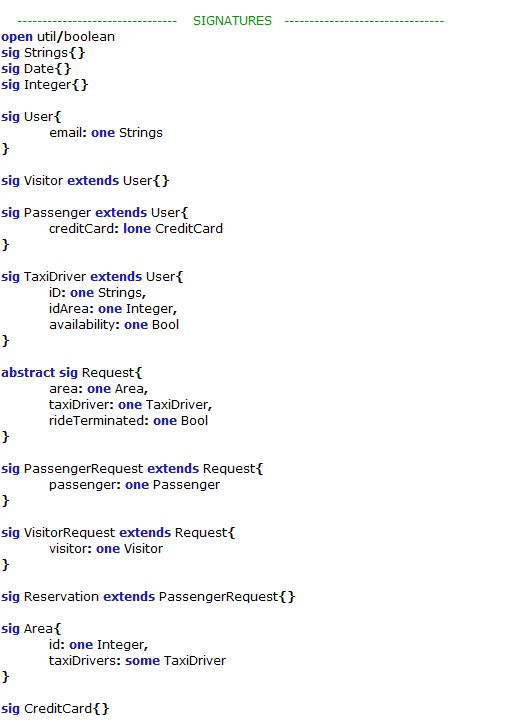 -------------------------------- SIGNATURES --------------------------------
open util/boolean
sig Strings{}
sig Date{}
sig Integer{}
sig User{
email: one Strings
}
sig Visitor extends User{}
sig Passenger extends User{
creditCard: lone CreditCard
}
sig TaxiDriver extends User{
iD: one Strings,
idArea: one Integer,
availability: one Bool
}
abstract sig Request{
area: one Area,
taxiDriver: one TaxiDriver,
rideTerminated: one Bool
}
sig PassengerRequest extends Request{
passenger: one Passenger
}
sig VisitorRequest extends Request{
visitor: one Visitor
}
sig Reservation extends PassengerRequest{}
sig Area{
id: one Integer,
taxiDrivers: some TaxiDriver
}
sig CreditCard{}